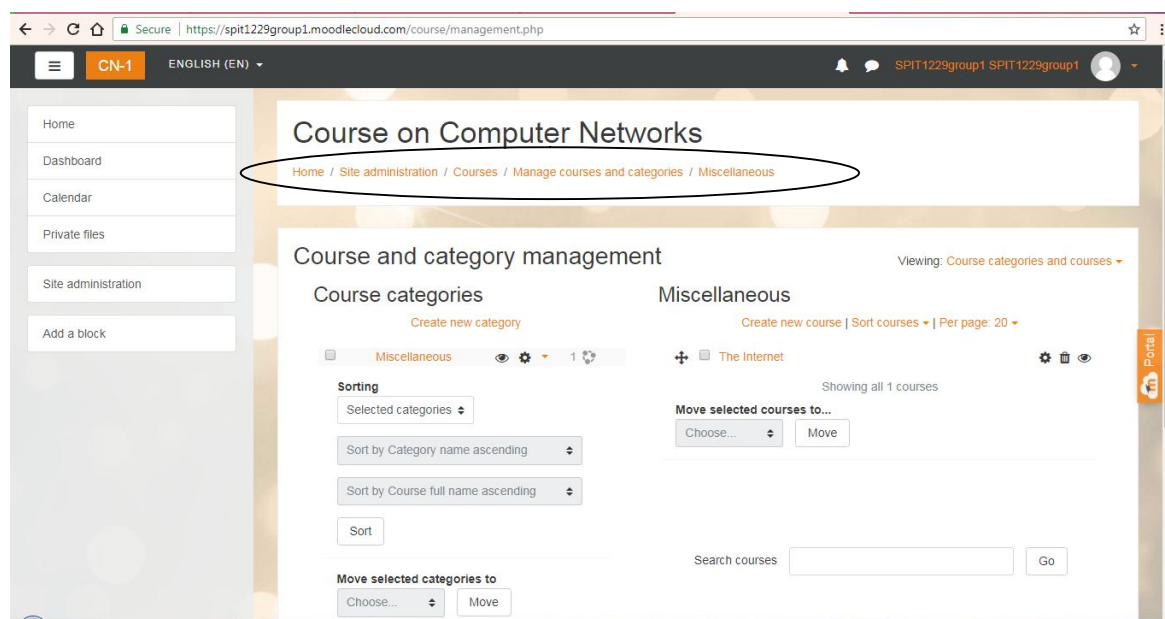 Secure | https://spit1229group1.moodlecloud.com/course/management.php
CN-1 ENGLISH (EN) SPIT1229group1 SPIT1229group1
Home
Dashboard
Calendar
Private files
Site administration
Add a block
Course on Computer Networks
Home / Site administration / Courses / Manage courses and categories / Miscellaneous
Course and category management
Viewing: Course categories and courses
Course categories
Create new category
Miscellaneous 1
Sorting
Selected categories
Sort by Category name ascending
Sort by Course full name ascending
Sort
Move selected categories to
Choose... Move
Miscellaneous
Create new course | Sort courses | Per page: 20
The Internet
Showing all 1 courses
Move selected courses to...
Choose... Move
Search courses Go
m Portal